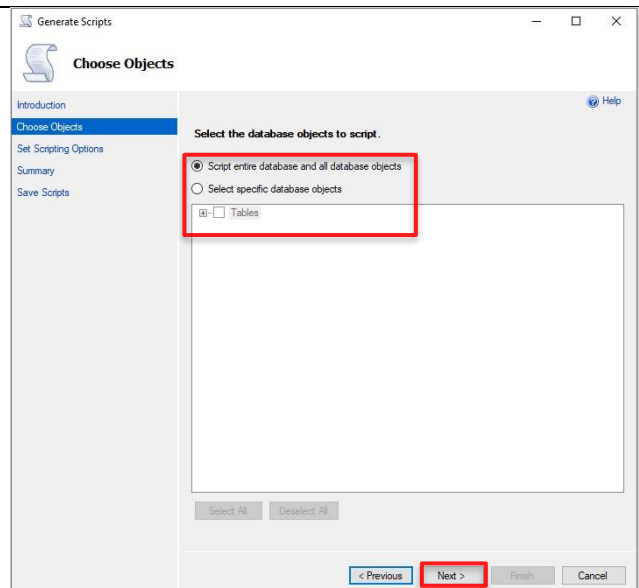 Generate Scripts
Choose Objects
Help
Introduction
Choose Objects
Set Scripting Options
Summary
Save Scripts
Select the database objects to script.
Script entire database and all database objects
Select specific database objects
Tables
Select All Deselect All
< Previous Next > Finish Cancel